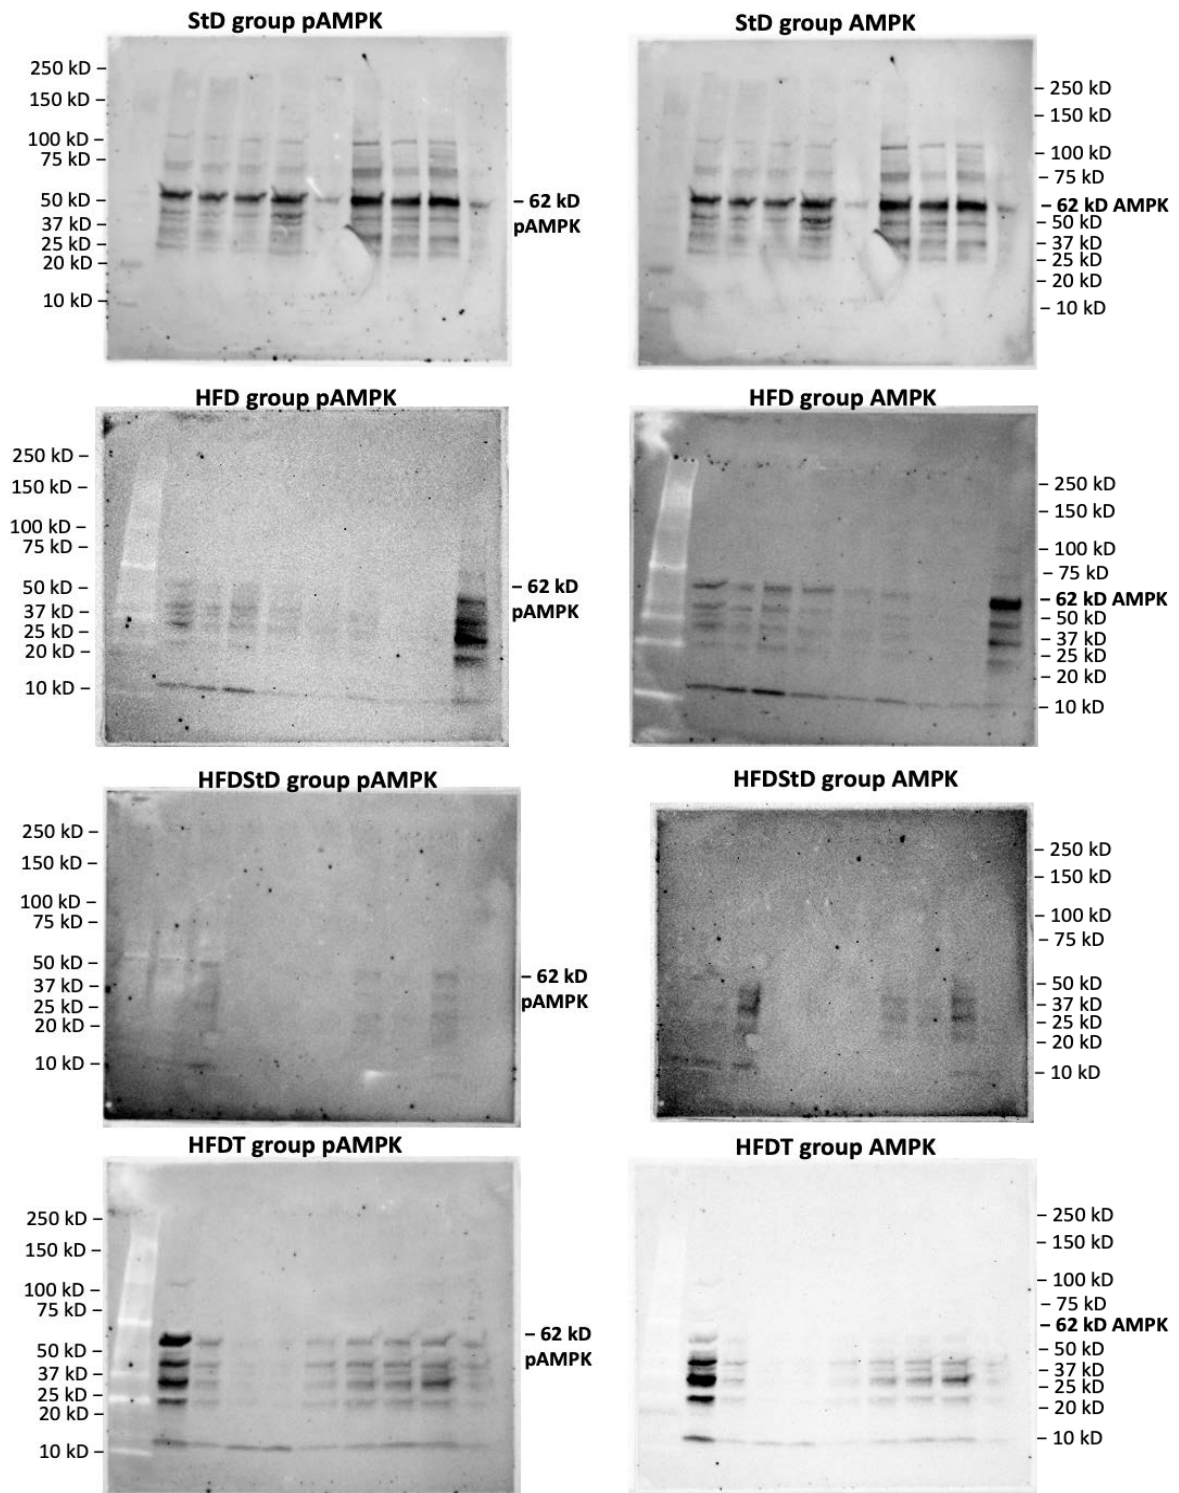 StD group pAMPK
250 kD –
150 kD –
100 kD –
75 kD –
50 kD –
37 kD –
25 kD –
20 kD –
10 kD –
– 62 kD
pAMPK
StD group AMPK
– 250 kD
– 150 kD
– 100 kD
– 75 kD
– 62 kD AMPK
– 50 kD
– 37 kD
– 25 kD
– 20 kD
– 10 kD
HFD group pAMPK
250 kD –
150 kD –
100 kD –
75 kD –
50 kD –
37 kD –
25 kD –
20 kD –
10 kD –
– 62 kD
pAMPK
HFD group AMPK
– 250 kD
– 150 kD
– 100 kD
– 75 kD
– 62 kD AMPK
– 50 kD
– 37 kD
– 25 kD
– 20 kD
– 10 kD
HFDStD group pAMPK
250 kD –
150 kD –
100 kD –
75 kD –
50 kD –
37 kD –
25 kD –
20 kD –
10 kD –
– 62 kD
pAMPK
HFDStD group AMPK
– 250 kD
– 150 kD
– 100 kD
– 75 kD
– 50 kD
– 37 kD
– 25 kD
– 20 kD
– 10 kD
HFDT group pAMPK
250 kD –
150 kD –
100 kD –
75 kD –
50 kD –
37 kD –
25 kD –
20 kD –
10 kD –
– 62 kD
pAMPK
HFDT group AMPK
– 250 kD
– 150 kD
– 100 kD
– 75 kD
– 62 kD AMPK
– 50 kD
– 37 kD
– 25 kD
– 20 kD
– 10 kD